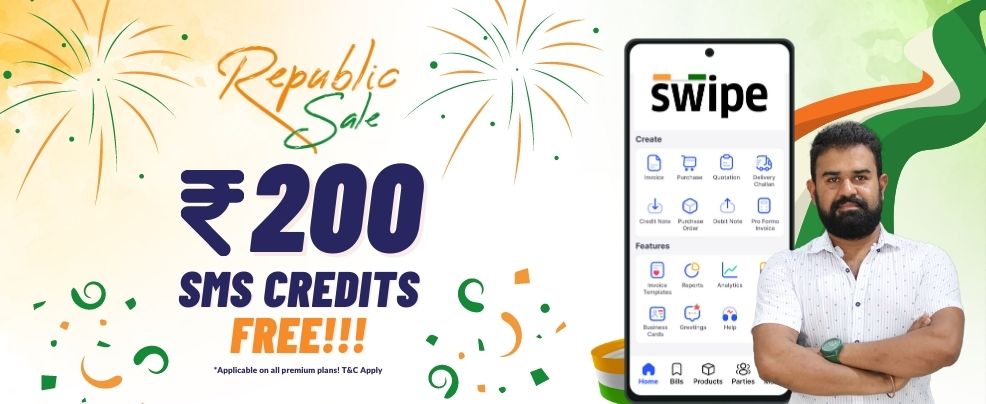 Republic
Sale
₹200
SMS CREDITS
FREE!!!
*Applicable on all premium plans! T&C Apply
swipe
Create
Invoice Purchase Quotation Delivery Challan
Credit Note Purchase Order Debit Note Pro Forma Invoice
Features
Invoice Templates Reports Analytics
Business Cards Greetings Help
Home Bills Products Parties